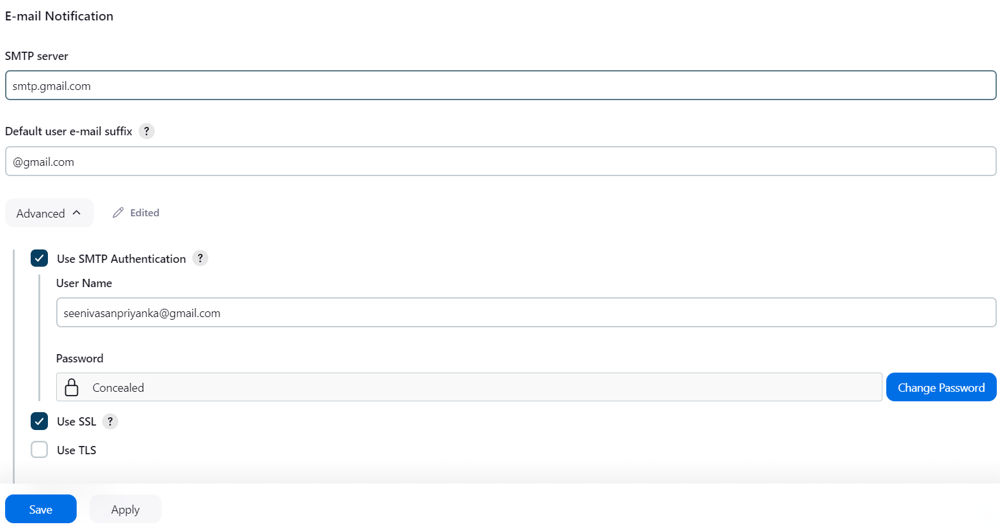 E-mail Notification
SMTP server
smtp.gmail.com
Default user e-mail suffix ?
@gmail.com
Advanced Edited
Use SMTP Authentication ?
User Name
seenivasanpriyanka@gmail.com
Password
Concealed Change Password
Use SSL ?
Use TLS
Save Apply